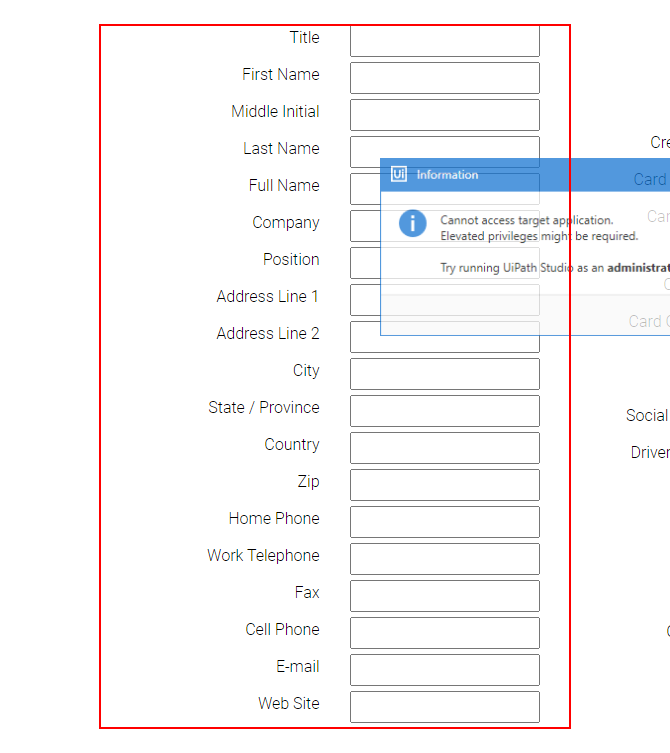 Title
First Name
Middle Initial
Last Name
Full Name
Company
Position
Address Line 1
Address Line 2
City
State / Province
Country
Zip
Home Phone
Work Telephone
Fax
Cell Phone
E-mail
Web Site
Ui Information
Cannot access target application.
Elevated privileges might be required.
Try running UiPath Studio as an administrat
Cre
Card
Car
Card
Social
Driver